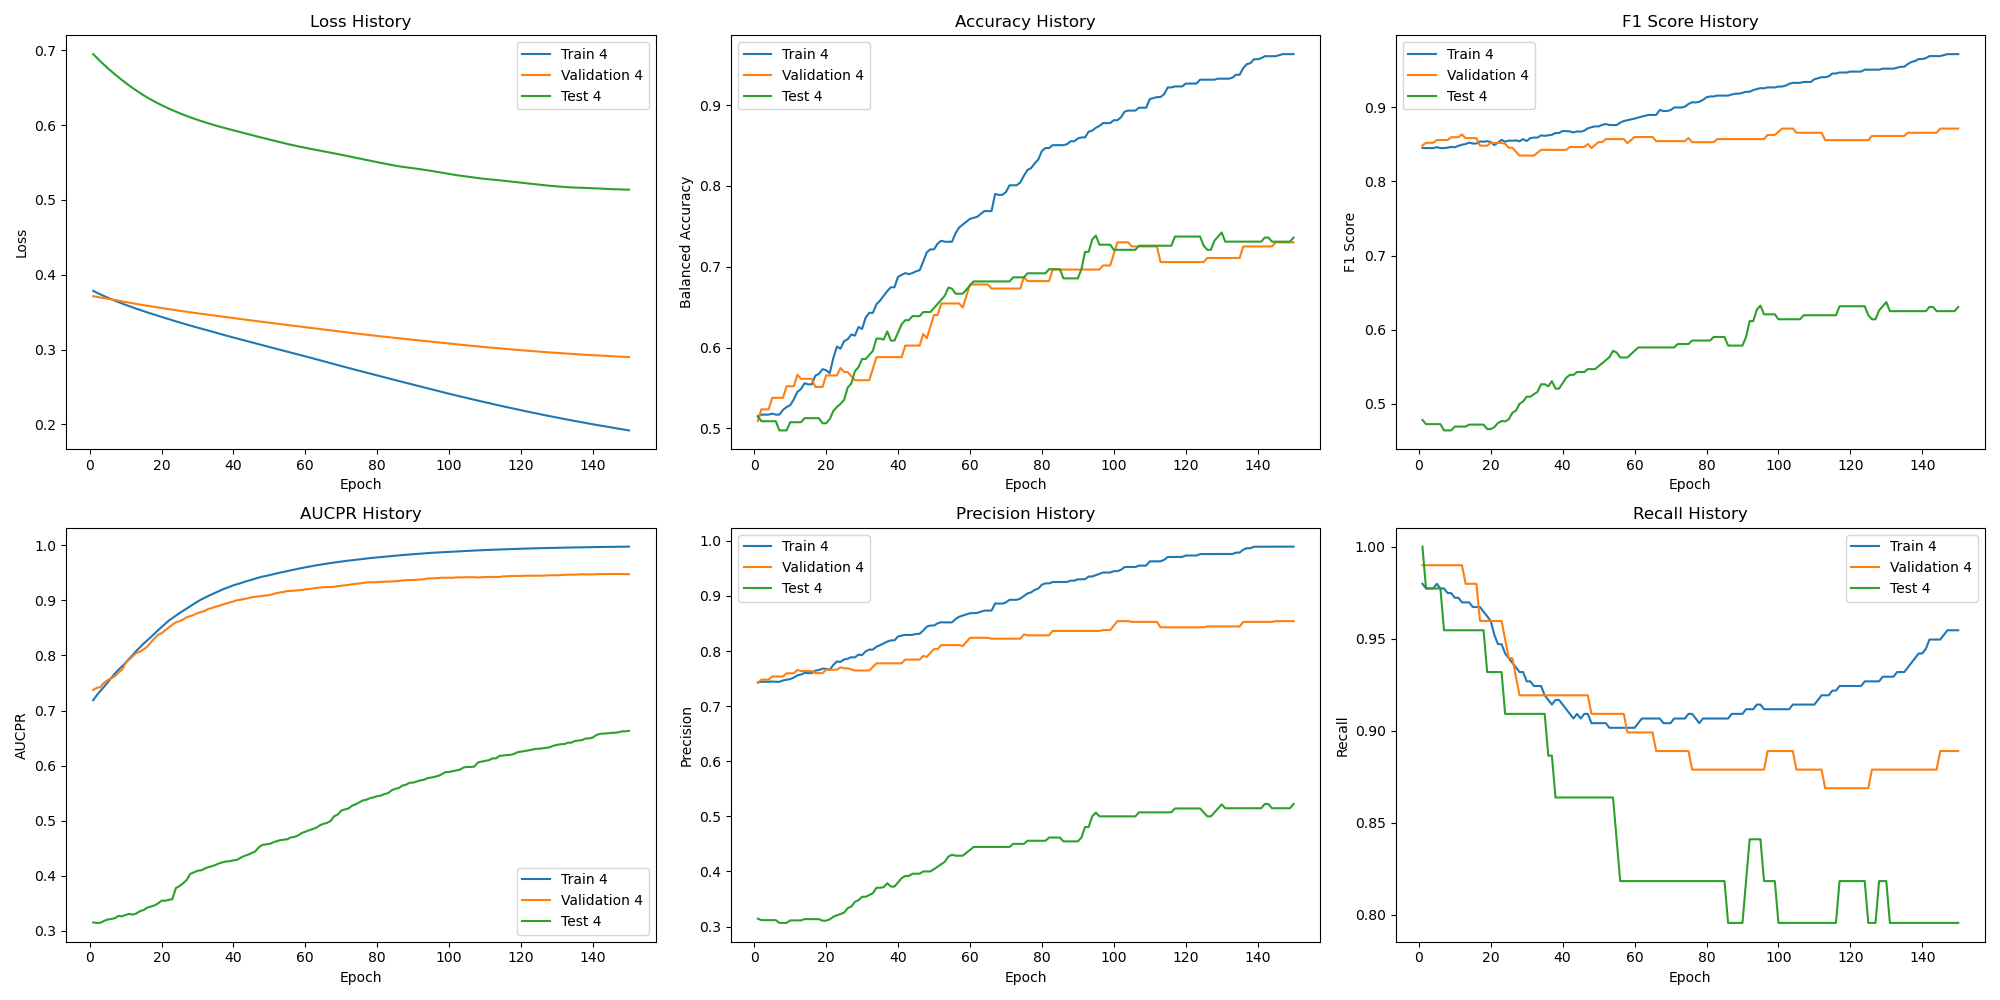 Loss History
Loss
0.7
0.6
0.5
0.4
0.3
0.2
Train 4
Validation 4
Test 4
0 20 40 60 80 100 120 140
Epoch
Accuracy History
Balanced Accuracy
0.9
0.8
0.7
0.6
0.5
Train 4
Validation 4
Test 4
0 20 40 60 80 100 120 140
Epoch
F1 Score History
F1 Score
0.9
0.8
0.7
0.6
0.5
Train 4
Validation 4
Test 4
0 20 40 60 80 100 120 140
Epoch
AUCPR History
AUCPR
1.0
0.9
0.8
0.7
0.6
0.5
0.4
0.3
Train 4
Validation 4
Test 4
0 20 40 60 80 100 120 140
Epoch
Precision History
Precision
1.0
0.9
0.8
0.7
0.6
0.5
0.4
0.3
Train 4
Validation 4
Test 4
0 20 40 60 80 100 120 140
Epoch
Recall History
Recall
1.00
0.95
0.90
0.85
0.80
Train 4
Validation 4
Test 4
0 20 40 60 80 100 120 140
Epoch